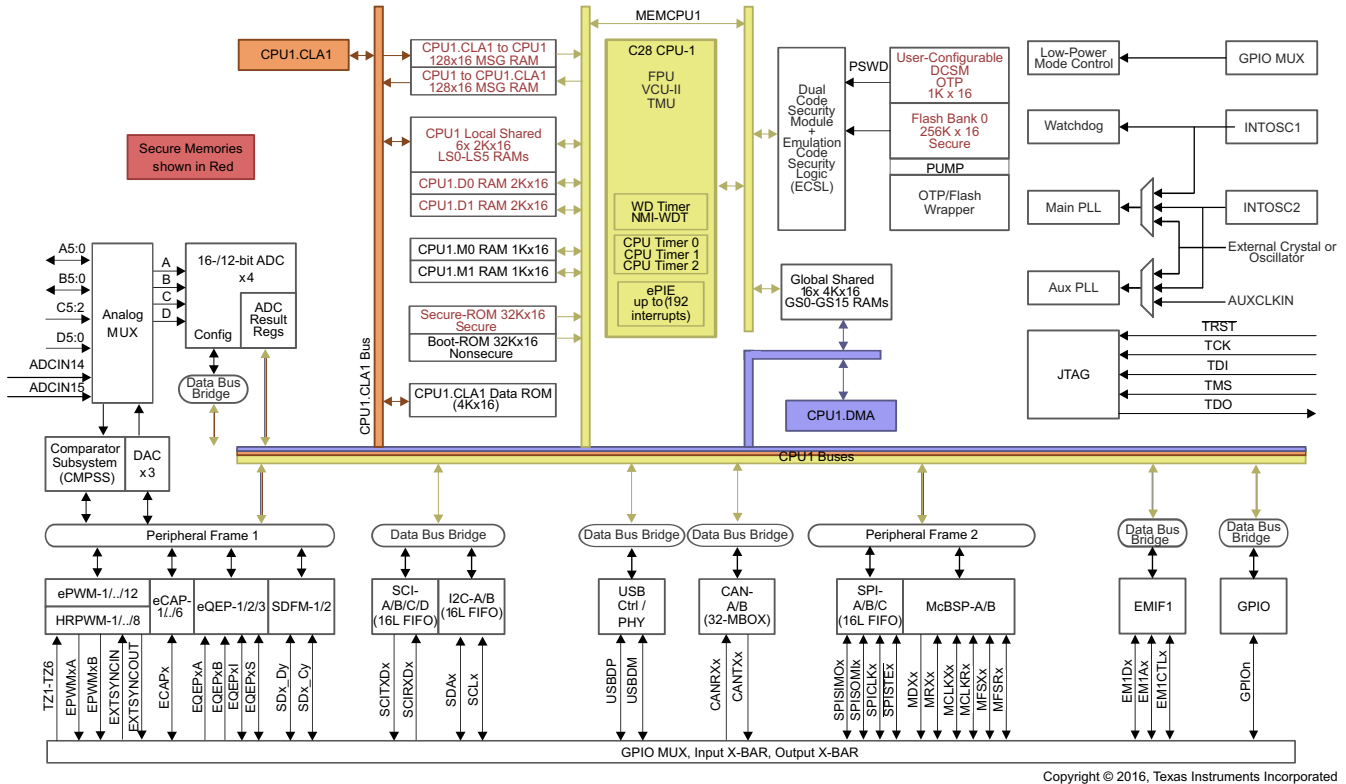 MEMCPU1
CPU1.CLA1
CPU1.CLA1 to CPU1
128x16 MSG RAM
CPU1 to CPU1.CLA1
128x16 MSG RAM
C28 CPU-1
FPU
VCU-II
TMU
PSWD
User-Configurable
DCSM
OTP
1K x 16
Low-Power
Mode Control
GPIO MUX
Dual
Code
Security
Module
+
Emulation
Code
Security
Logic
(ECSL)
Flash Bank 0
256K x 16
Secure
PUMP
OTP/Flash
Wrapper
Watchdog
INTOSC1
Secure Memories
shown in Red
CPU1 Local Shared
6x 2Kx16
LS0-LS5 RAMs
CPU1.D0 RAM 2Kx16
CPU1.D1 RAM 2Kx16
WD Timer
NMI-WDT
Main PLL
INTOSC2
CPU1.M0 RAM 1Kx16
CPU1.M1 RAM 1Kx16
CPU Timer 0
CPU Timer 1
CPU Timer 2
External Crystal or
Oscillator
Aux PLL
AUXCLKIN
A5:0
B5:0
C5:2
D5:0
ADCIN14
ADCIN15
Analog
MUX
A
B
C
D
16-/12-bit ADC
x4
Config
ADC
Result
Regs
Data Bus
Bridge
Global Shared
16x 4Kx16
GS0-GS15 RAMs
ePIE
up to(192
interrupts)
Secure-ROM 32Kx16
Secure
Boot-ROM 32Kx16
Nonsecure
CPU1.CLA1 Bus
CPU1.CLA1 Data ROM
(4Kx16)
CPU1.DMA
JTAG
TRST
TCK
TDI
TMS
TDO
Comparator
Subsystem
(CMPSS)
DAC
x3
CPU1 Buses
Peripheral Frame 1
Data Bus Bridge
Data Bus Bridge
Data Bus Bridge
Peripheral Frame 2
Data Bus
Bridge
Data Bus
Bridge
ePWM-1/../12
HRPWM-1/../8
eCAP-
1/../6
eQEP-1/2/3
SDFM-1/2
SCI-
A/B/C/D
(16L FIFO)
I2C-A/B
(16L FIFO)
USB
Ctrl /
PHY
CAN-
A/B
(32-MBOX)
SPI-
A/B/C
(16L FIFO)
McBSP-A/B
EMIF1
GPIO
TZ1-TZ6
EPWMxA
EPWMxB
EXTSYNCIN
EXTSYNCOUT
ECAPx
EQEPxA
EQEPxB
EQEPxI
EQEPxS
SDx_Dy
SDx_Cy
SCITXDx
SCIRXDx
SDAx
SCLx
USBDP
USBDM
CANRXx
CANTXx
SPISIMOx
SPISOMIx
SPICLKx
SPISTEx
MDXx
MRXx
MCLKXx
MCLKRx
MFSXx
MFSRx
EM1Dx
EM1Ax
EM1CTLx
GPIOn
GPIO MUX, Input X-BAR, Output X-BAR
Copyright © 2016, Texas Instruments Incorporated